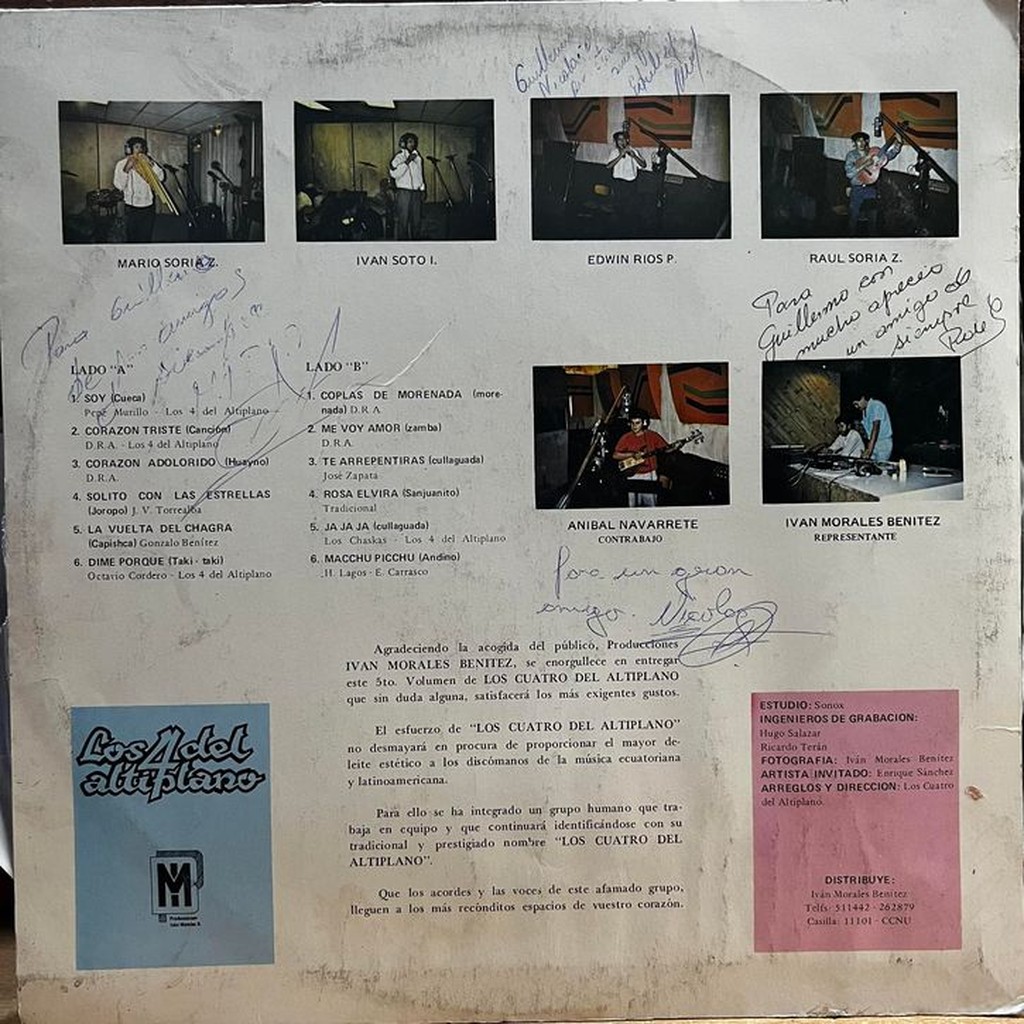 MARIO SORIA Z.
IVAN SOTO I.
EDWIN RIOS P.
RAUL SORIA Z.
Para Guillermo
amigos
Para
Guillermo con
mucho aprecio
un amigo de
siempre
LADO "A"
1. SOY (Cueca)
Pepe Murillo - Los 4 del Altiplano
2. CORAZON TRISTE (Canción)
D.R.A. - Los 4 del Altiplano
3. CORAZON ADOLORIDO (Huayno)
D.R.A.
4. SOLITO CON LAS ESTRELLAS
(Joropo) J. V. Torrealba
5. LA VUELTA DEL CHAGRA
(Capishca) Gonzalo Benítez
6. DIME PORQUE (Taki - taki)
Octavio Cordero - Los 4 del Altiplano
LADO "B"
1. COPLAS DE MORENADA (more-
nada) D.R.A.
2. ME VOY AMOR (zamba)
D.R.A.
3. TE ARREPENTIRAS (cullaguada)
José Zapata
4. ROSA ELVIRA (Sanjuanito)
Tradicional
5. JA JA JA (cullaguada)
Los Chaskas - Los 4 del Altiplano
6. MACCHU PICCHU (Andino)
H. Lagos - E. Carrasco
ANIBAL NAVARRETE
CONTRABAJO
IVAN MORALES BENITEZ
REPRESENTANTE
Para un gran
amigo. Nicolas
Agradeciendo la acogida del público, Producciones
IVAN MORALES BENITEZ, se enorgullece en entregar
este 5to. Volumen de LOS CUATRO DEL ALTIPLANO
que sin duda alguna, satisfacerá los más exigentes gustos.
El esfuerzo de "LOS CUATRO DEL ALTIPLANO"
no desmayará en procura de proporcionar el mayor de-
leite estético a los discómanos de la música ecuatoriana
y latinoamericana.
Para ello se ha integrado un grupo humano que tra-
baja en equipo y que continuará identificándose con su
tradicional y prestigiado nombre "LOS CUATRO DEL
ALTIPLANO".
Que los acordes y las voces de este afamado grupo,
lleguen a los más recónditos espacios de vuestro corazón.
Los 4 del
altiplano
M
Producciones
Iván Morales B.
ESTUDIO: Sonox
INGENIEROS DE GRABACION:
Hugo Salazar
Ricardo Terán
FOTOGRAFIA: Iván Morales Benítez
ARTISTA INVITADO: Enrique Sánchez
ARREGLOS Y DIRECCION: Los Cuatro
del Altiplano.
DISTRIBUYE:
Iván Morales Benítez
Telfs. 511442 - 262879
Casilla: 11101 - CCNU